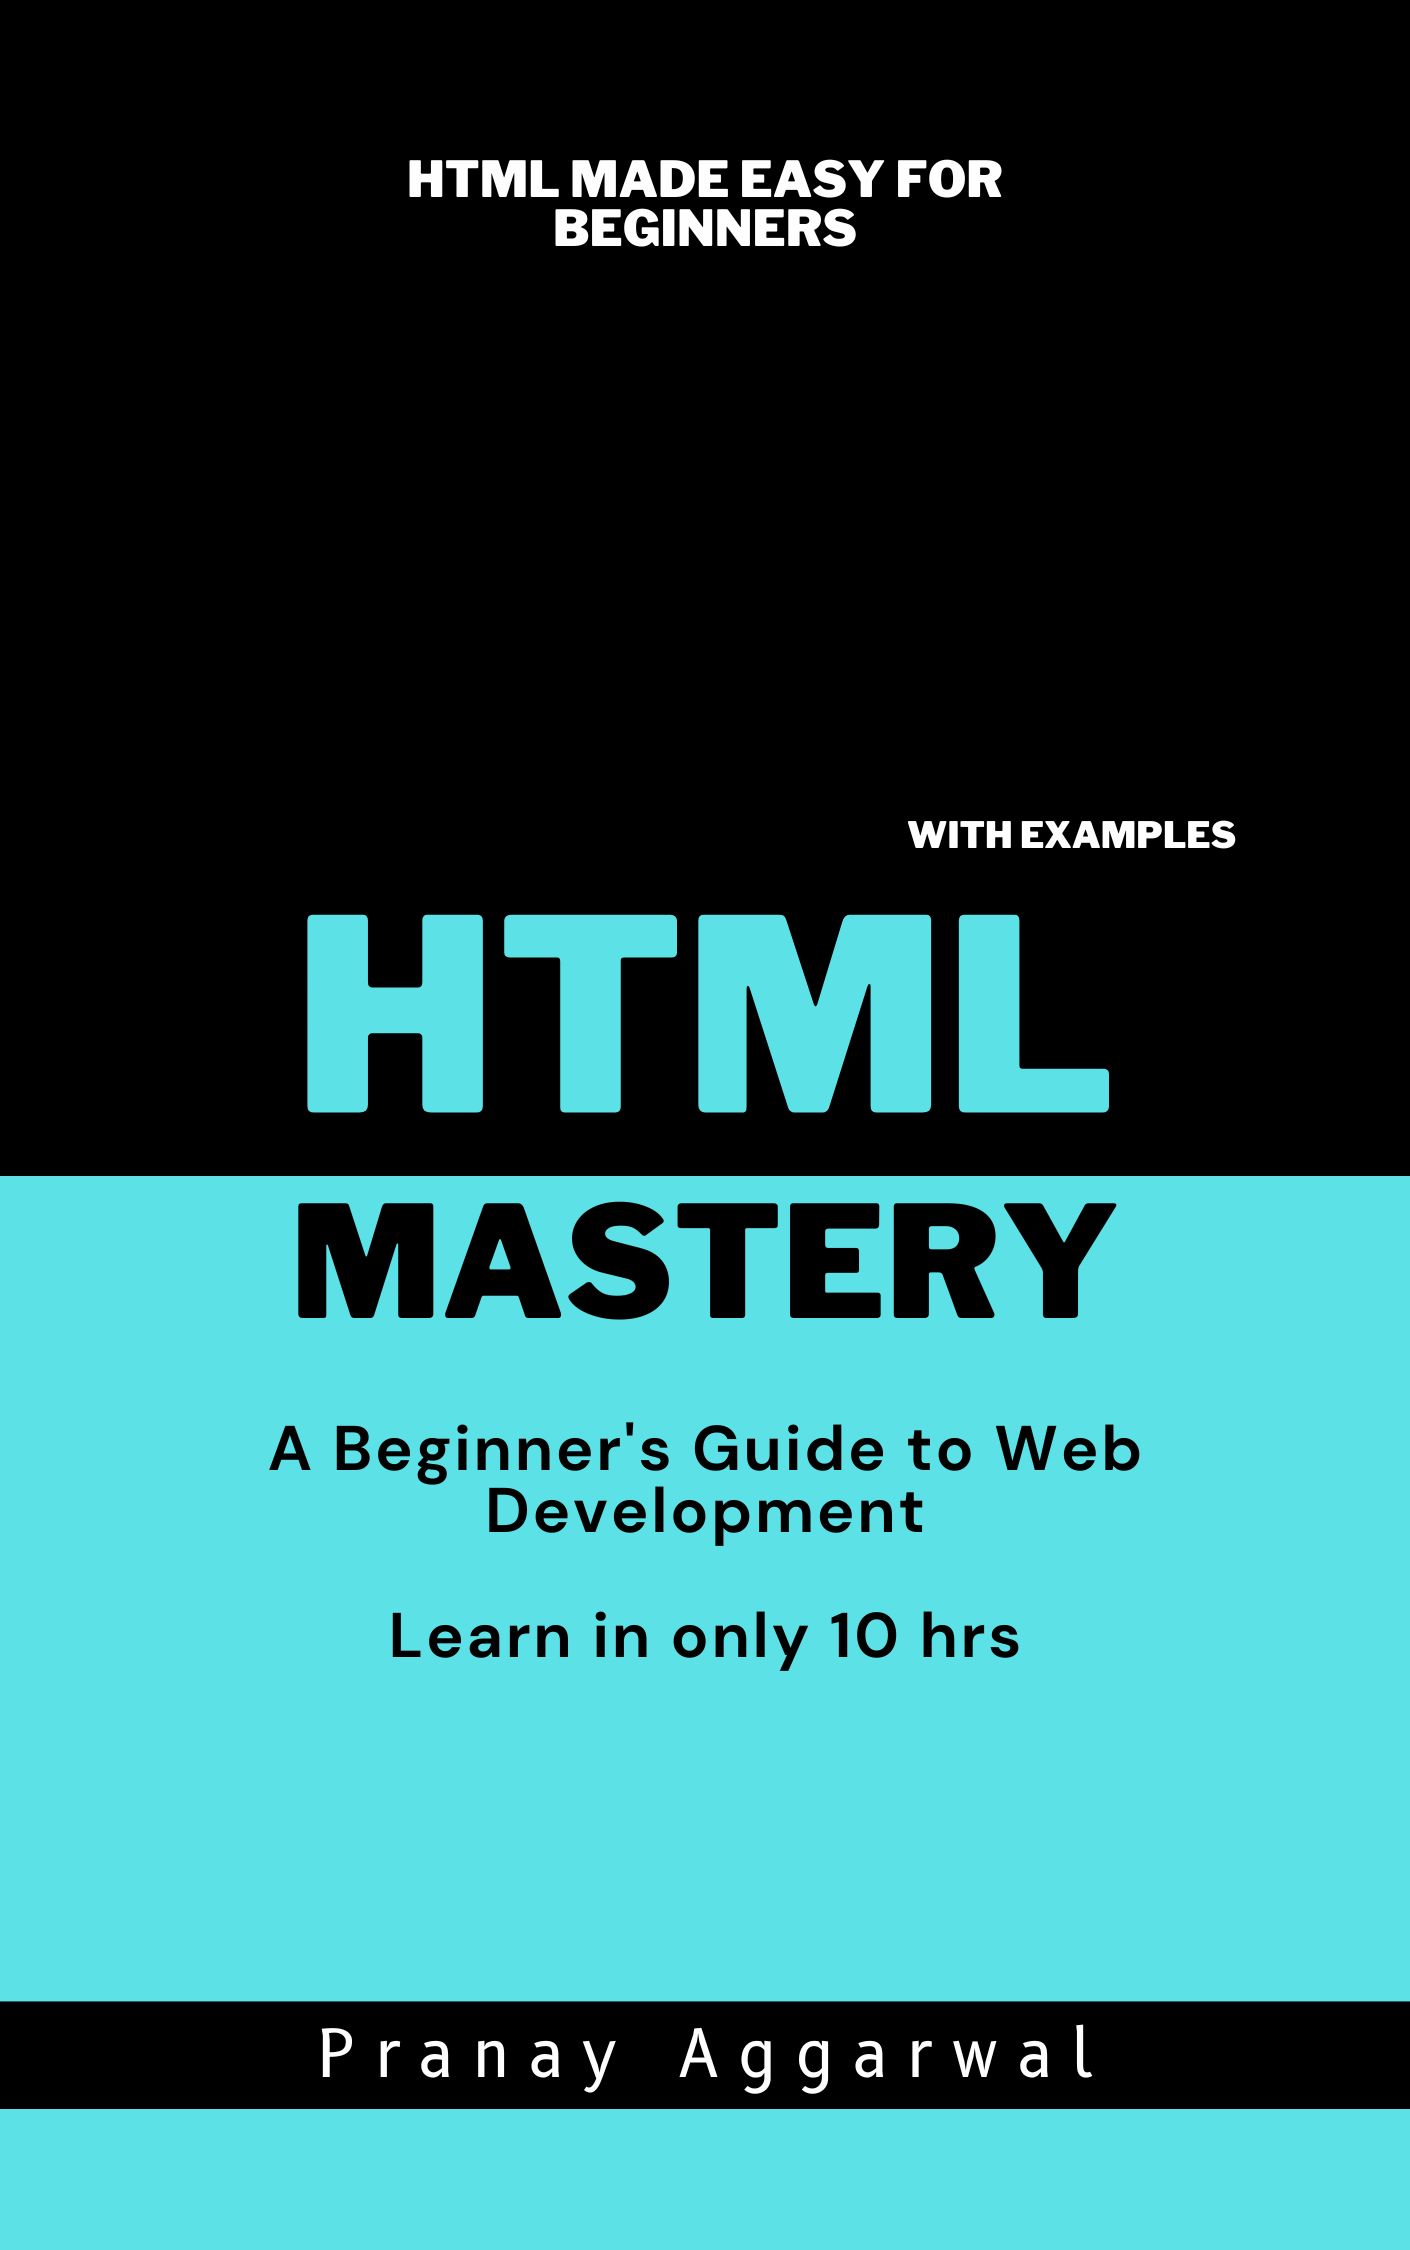 HTML MADE EASY FOR
BEGINNERS
WITH EXAMPLES
HTML
MASTERY
A Beginner's Guide to Web
Development
Learn in only 10 hrs
Pranay Aggarwal